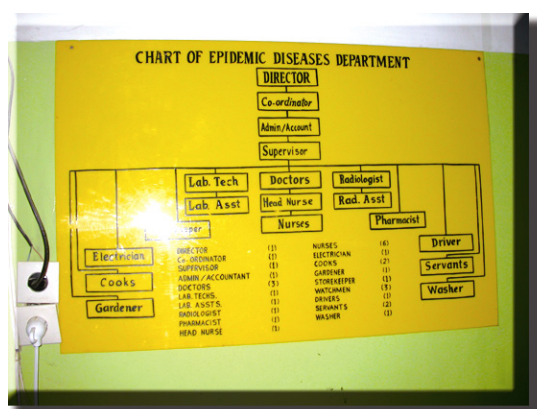 CHART OF EPIDEMIC DISEASES DEPARTMENT
DIRECTOR
Co-ordinator
Admin/Account
Supervisor
Lab. Tech
Doctors
Radiologist
Lab. Asst
Head Nurse
Rad. Asst
Nurses
Pharmacist
Electrician
Driver
Cooks
Servants
Gardener
Washer
DIRECTOR (1)
CO-ORDINATOR (1)
SUPERVISOR (1)
ADMIN/ACCOUNTANT (1)
DOCTORS (3)
LAB. TECHS. (1)
LAB. ASSTS. (1)
RADIOLOGIST (1)
PHARMACIST (1)
HEAD NURSE (1)
NURSES (6)
ELECTRICIAN (1)
COOKS (2)
GARDENER (1)
STOREKEEPER (1)
WATCHMEN (3)
DRIVERS (1)
SERVANTS (2)
WASHER (1)